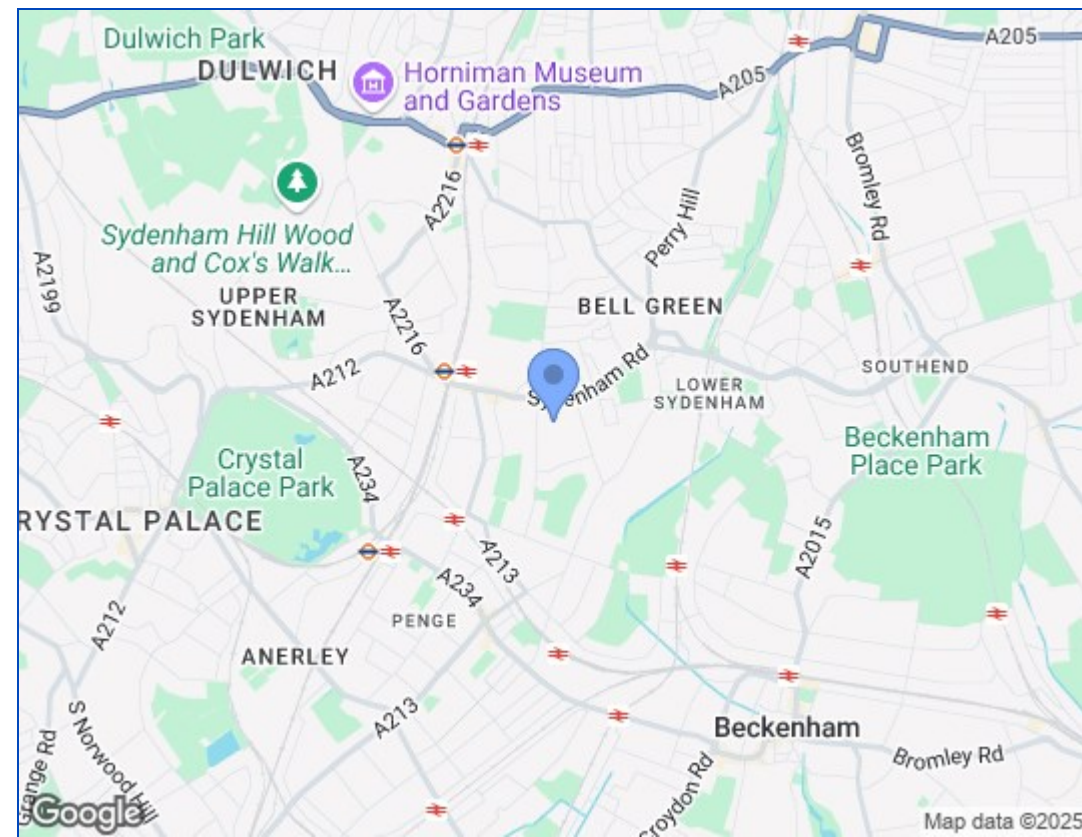 Dulwich Park
DULWICH
Horniman Museum
and Gardens
A205
A205
A2216
Bromley Rd
Perry Hill
Sydenham Hill Wood
and Cox's Walk...
A2199
UPPER
SYDENHAM
BELL GREEN
A2216
A212
Sydenham Rd
SOUTHEND
LOWER
SYDENHAM
Beckenham
Place Park
Crystal
Palace Park
A234
RYSTAL PALACE
A213
A234
A2015
A212
PENGE
ANERLEY
A213
S Norwood Hill
Grange Rd
Beckenham
Bromley Rd
Croydon Rd
Google
Map data ©2025